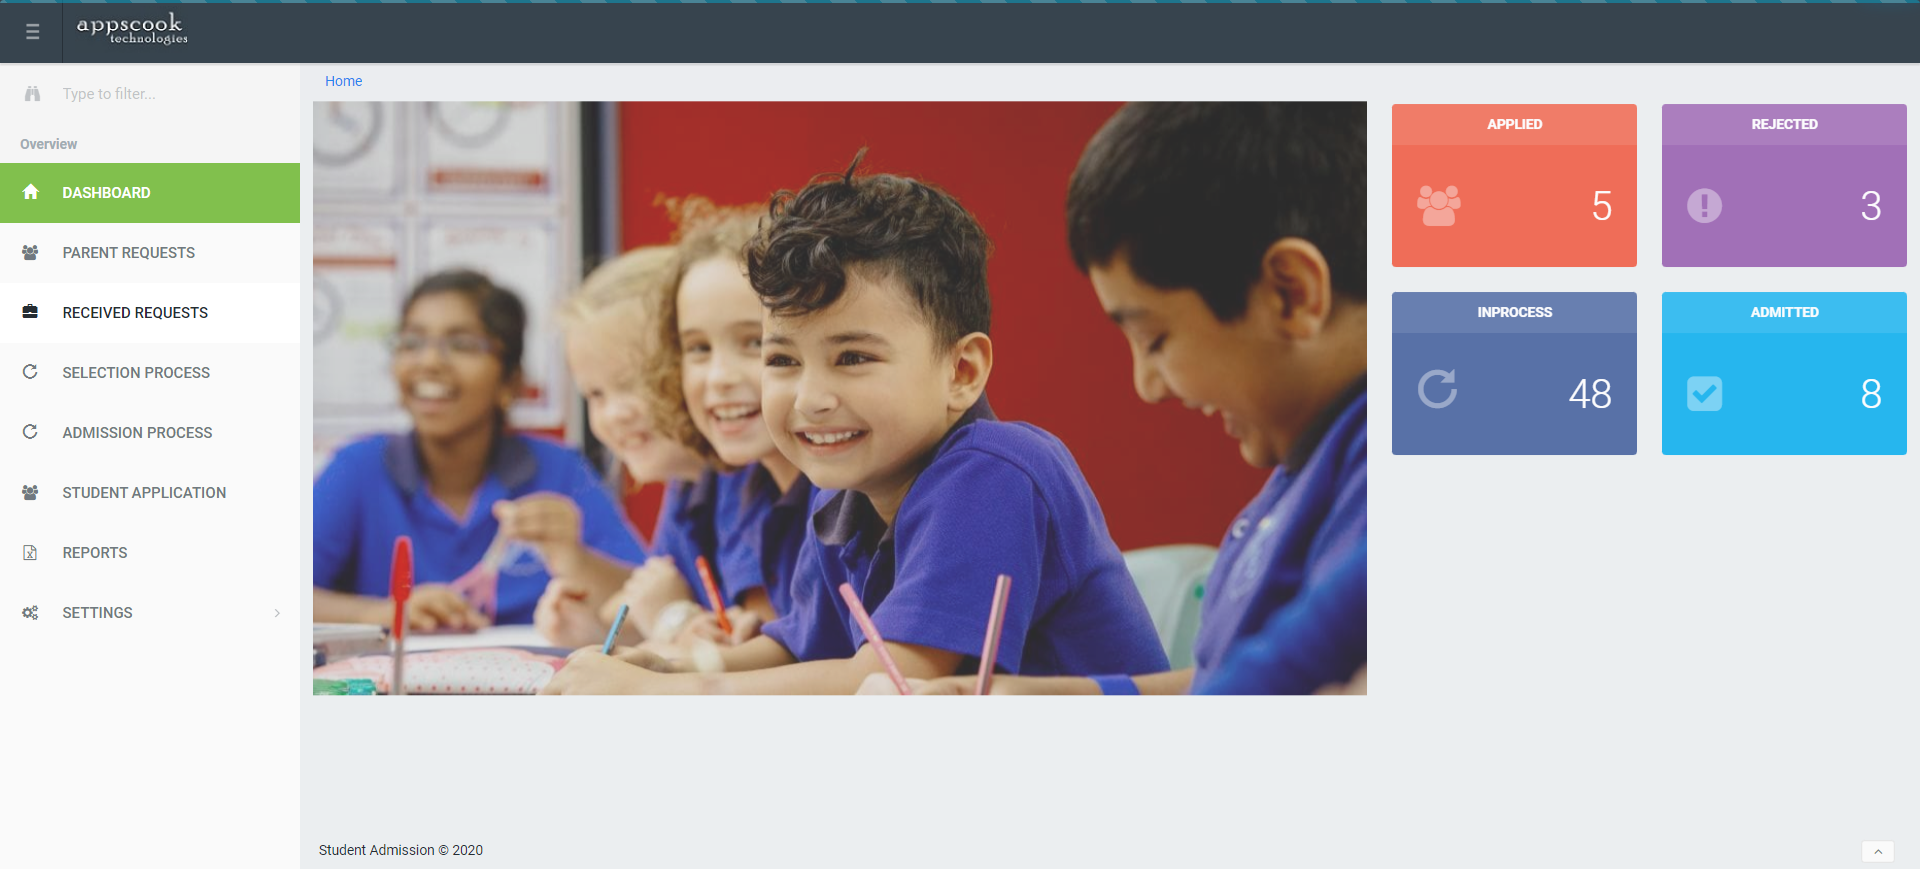 appscook
technologies
Type to filter...
Overview
DASHBOARD
PARENT REQUESTS
RECEIVED REQUESTS
SELECTION PROCESS
ADMISSION PROCESS
STUDENT APPLICATION
REPORTS
SETTINGS
Home
APPLIED
5
REJECTED
3
INPROCESS
48
ADMITTED
8
Student Admission © 2020